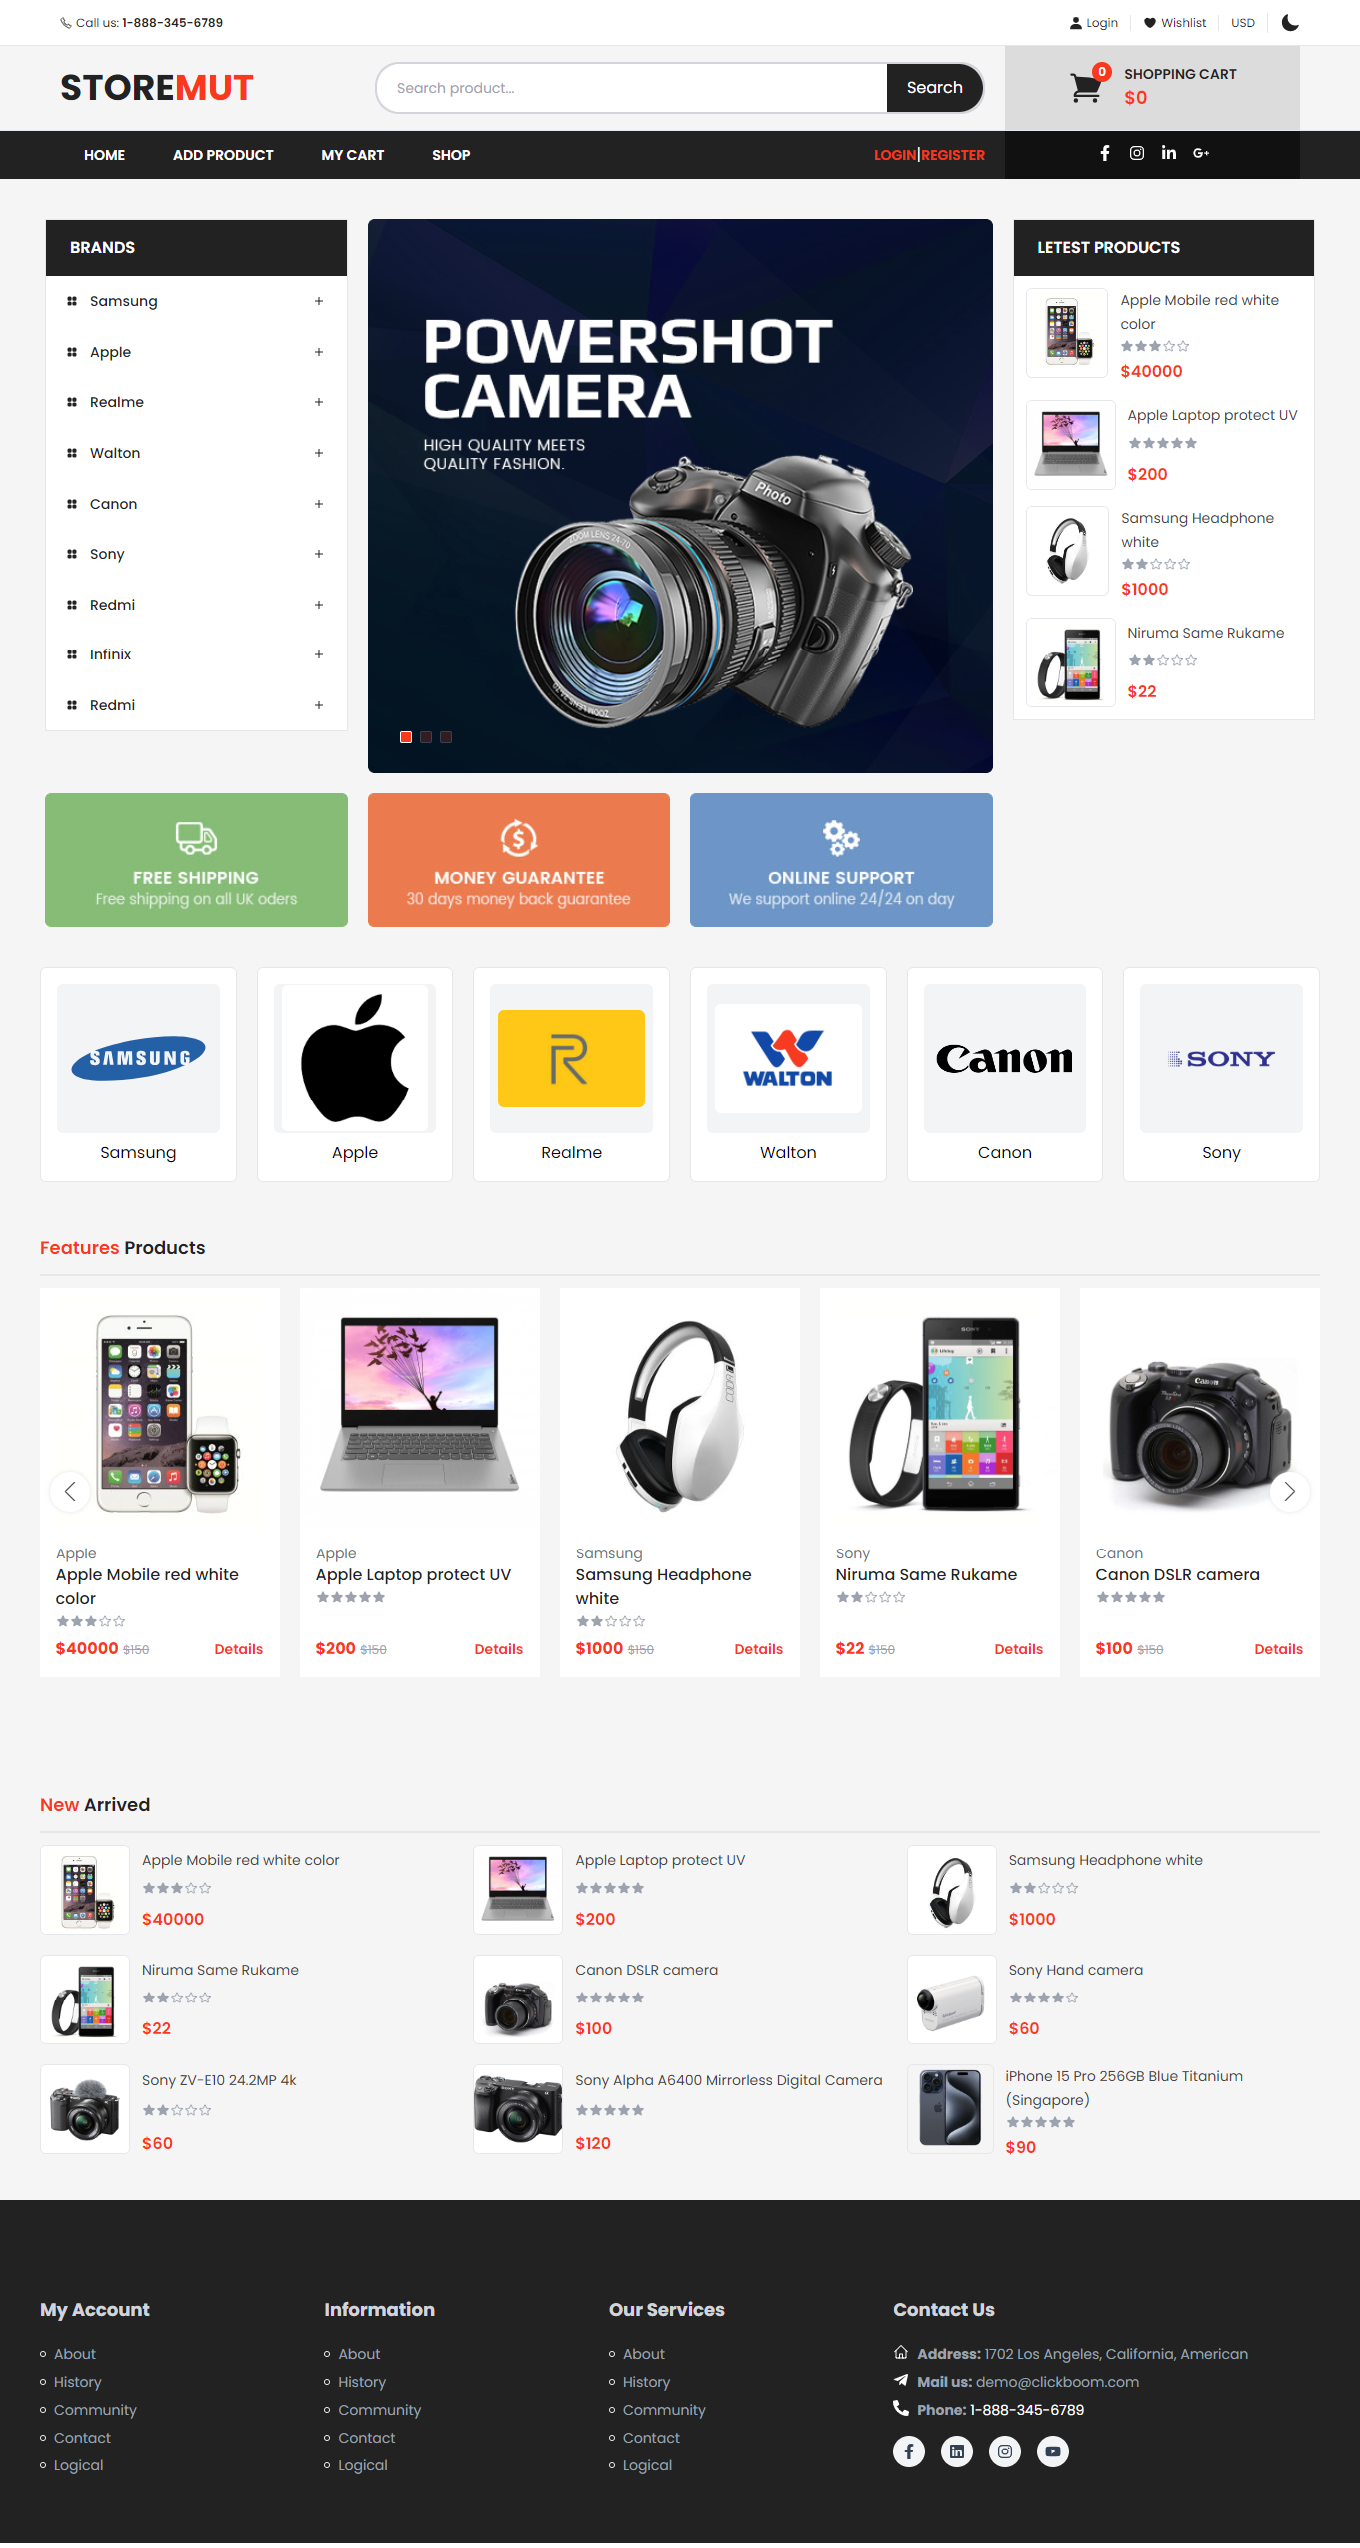 Call us: 1-888-345-6789
Login
Wishlist
USD
STOREMUT
Search product...
Search
0
SHOPPING CART
$0
HOME
ADD PRODUCT
MY CART
SHOP
LOGIN|REGISTER
BRANDS
Samsung
Apple
Realme
Walton
Canon
Sony
Redmi
Infinix
Redmi
POWERSHOT
CAMERA
HIGH QUALITY MEETS
QUALITY FASHION.
Photo
ZOOM LENS 24-70
LETEST PRODUCTS
Apple Mobile red white
color
$40000
Apple Laptop protect UV
$200
Samsung Headphone
white
$1000
Niruma Same Rukame
$22
FREE SHIPPING
Free shipping on all UK oders
MONEY GUARANTEE
30 days money back guarantee
ONLINE SUPPORT
We support online 24/24 on day
SAMSUNG
Samsung
Apple
R
Realme
WALTON
Walton
Canon
Canon
SONY
Sony
Features Products
Apple
Apple Mobile red white
color
$40000 $150
Details
Apple
Apple Laptop protect UV
$200 $150
Details
Samsung
Samsung Headphone
white
$1000 $150
Details
SONY
Sony
Niruma Same Rukame
$22 $150
Details
Canon
Canon
Canon DSLR camera
$100 $150
Details
New Arrived
Apple Mobile red white color
$40000
Apple Laptop protect UV
$200
Samsung Headphone white
$1000
Niruma Same Rukame
$22
Canon DSLR camera
$100
Sony Hand camera
$60
Sony ZV-E10 24.2MP 4k
$60
Sony Alpha A6400 Mirrorless Digital Camera
$120
iPhone 15 Pro 256GB Blue Titanium
(Singapore)
$90
My Account
About
History
Community
Contact
Logical
Information
About
History
Community
Contact
Logical
Our Services
About
History
Community
Contact
Logical
Contact Us
Address: 1702 Los Angeles, California, American
Mail us: demo@clickboom.com
Phone: 1-888-345-6789